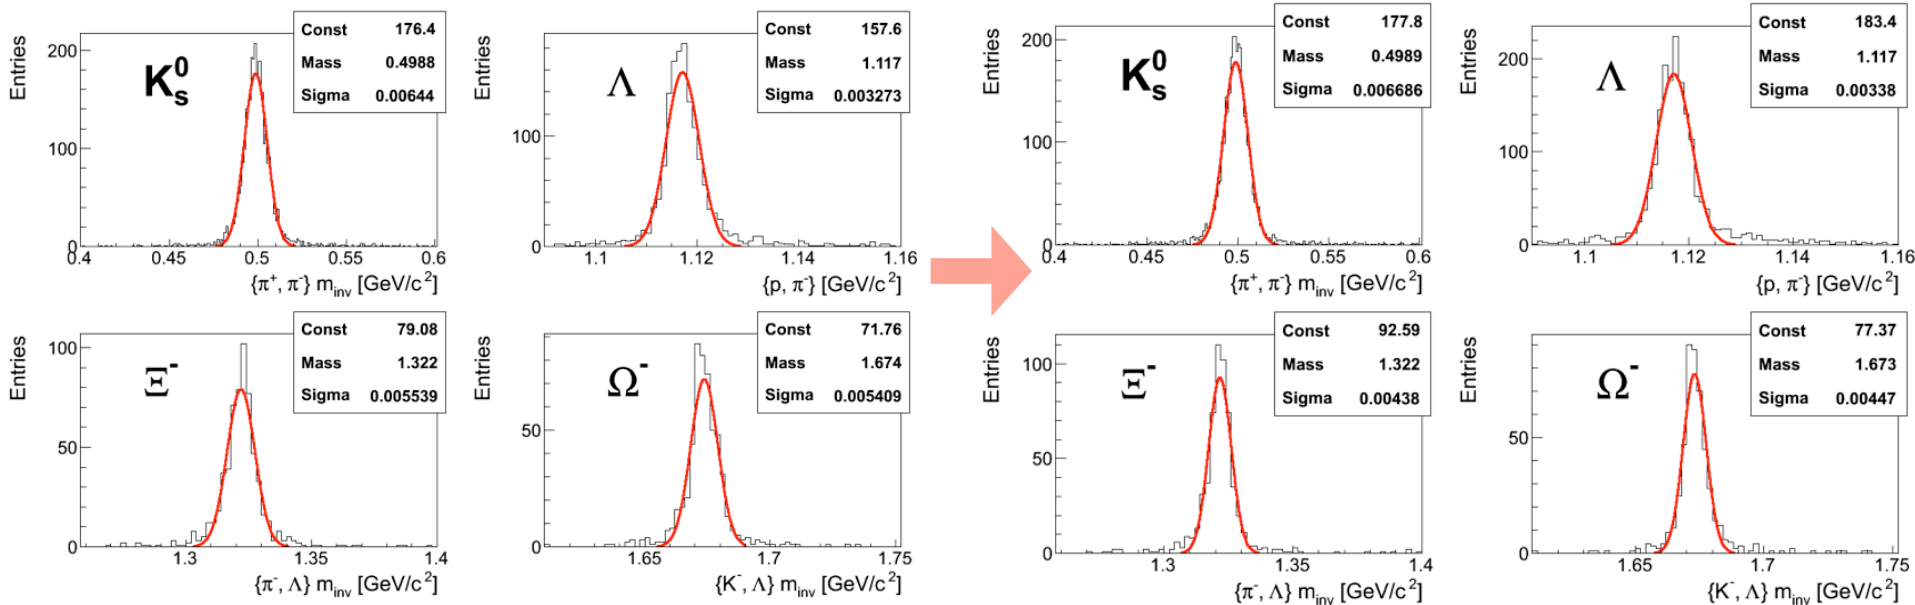 Entries
200
100
0
0.4
0.45
0.5
0.55
0.6
K⁰ₛ
Const 176.4
Mass 0.4988
Sigma 0.00644
{π⁺, π⁻} m_inv [GeV/c²]
Entries
100
0
1.1
1.12
1.14
1.16
Λ
Const 157.6
Mass 1.117
Sigma 0.003273
{p, π⁻} [GeV/c²]
Entries
200
100
0
0.4
0.45
0.5
0.55
0.6
K⁰ₛ
Const 177.8
Mass 0.4989
Sigma 0.006686
{π⁺, π⁻} m_inv [GeV/c²]
Entries
200
100
0
1.1
1.12
1.14
1.16
Λ
Const 183.4
Mass 1.117
Sigma 0.00338
{p, π⁻} [GeV/c²]
Entries
100
50
0
1.3
1.35
1.4
Ξ⁻
Const 79.08
Mass 1.322
Sigma 0.005539
{π⁻, Λ} m_inv [GeV/c²]
Entries
50
0
1.65
1.7
1.75
Ω⁻
Const 71.76
Mass 1.674
Sigma 0.005409
{K⁻, Λ} m_inv [GeV/c²]
Entries
100
50
0
1.3
1.35
1.4
Ξ⁻
Const 92.59
Mass 1.322
Sigma 0.00438
{π⁻, Λ} m_inv [GeV/c²]
Entries
50
0
1.65
1.7
1.75
Ω⁻
Const 77.37
Mass 1.673
Sigma 0.00447
{K⁻, Λ} m_inv [GeV/c²]